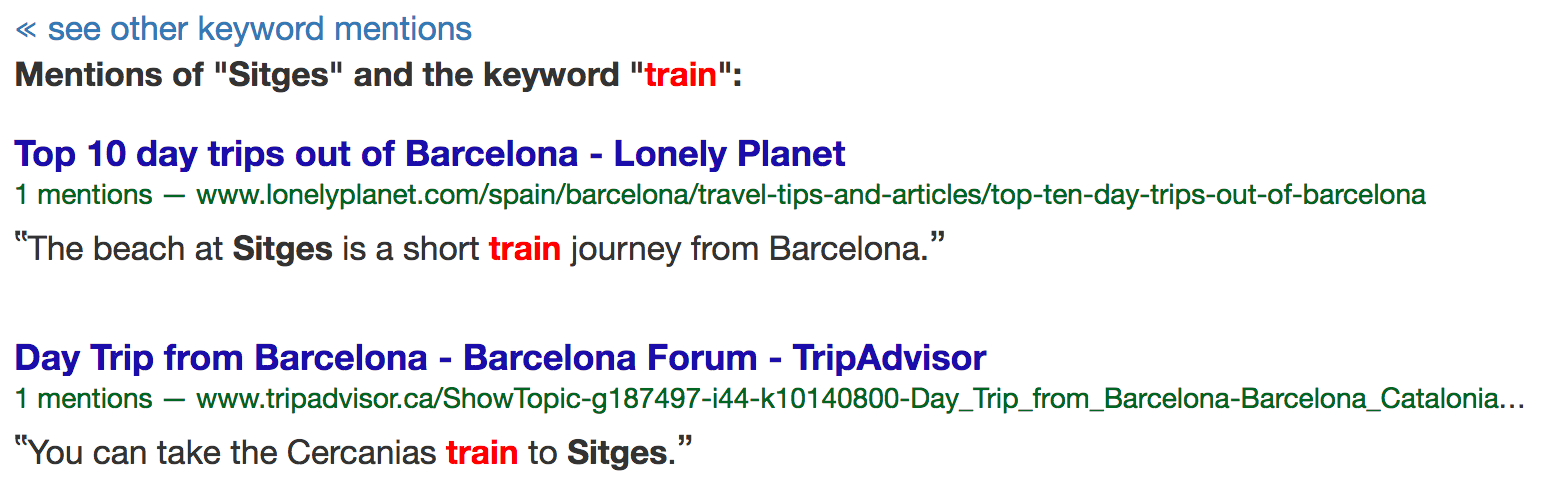 « see other keyword mentions
Mentions of "Sitges" and the keyword "train":
Top 10 day trips out of Barcelona - Lonely Planet
1 mentions — www.lonelyplanet.com/spain/barcelona/travel-tips-and-articles/top-ten-day-trips-out-of-barcelona
‟The beach at Sitges is a short train journey from Barcelona.”
Day Trip from Barcelona - Barcelona Forum - TripAdvisor
1 mentions — www.tripadvisor.ca/ShowTopic-g187497-i44-k10140800-Day_Trip_from_Barcelona-Barcelona_Catalonia...
‟You can take the Cercanias train to Sitges.”